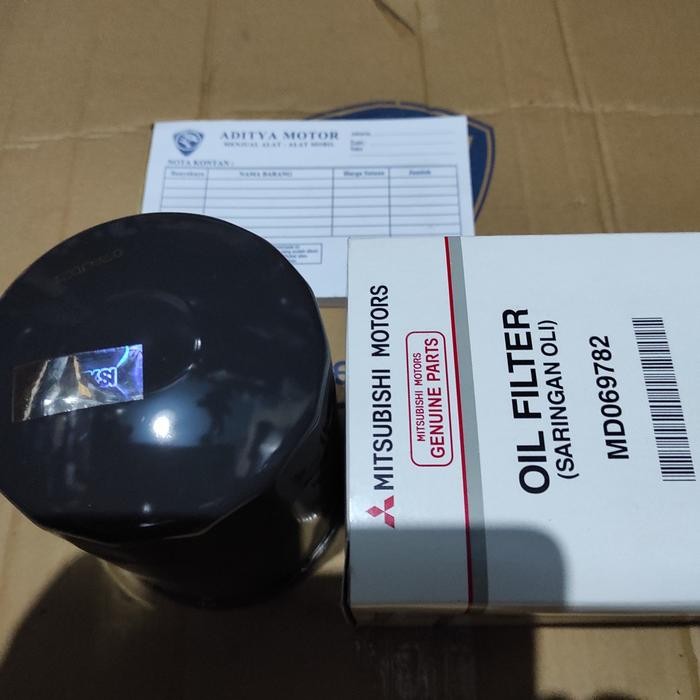 ADITYA MOTOR
MENJUAL ALAT - ALAT MOBIL
NOTA KONTAN :
Banyaknya
NAMA BARANG
Harga Satuan
Jumlah
MITSUBISHI MOTORS
MITSUBISHI MOTORS
GENUINE PARTS
OIL FILTER
(SARINGAN OLI)
MD069782